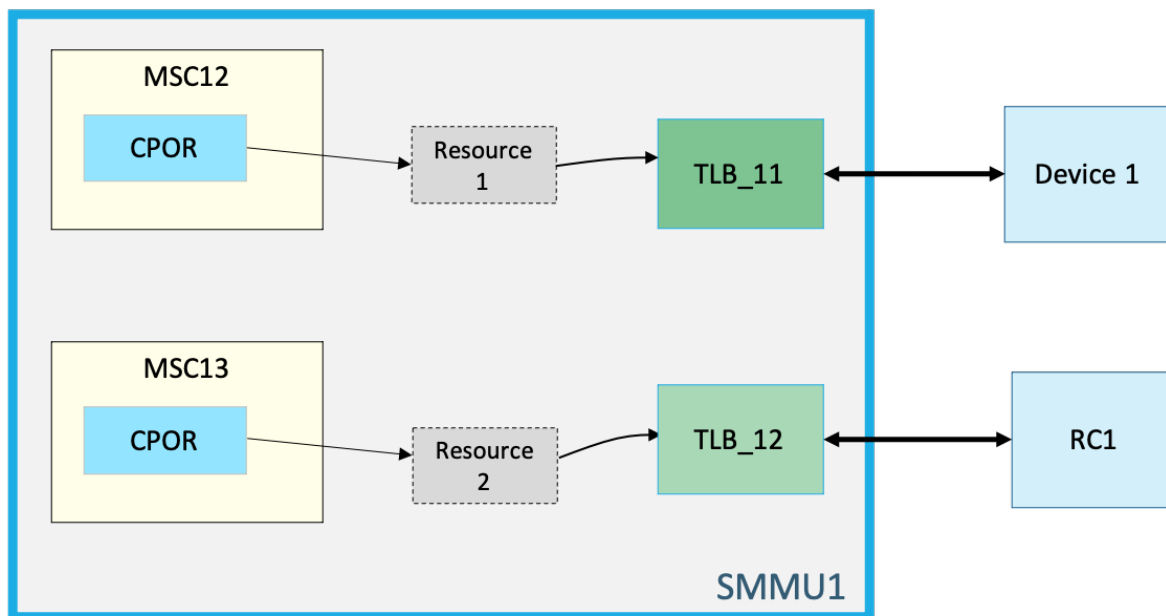 MSC12
CPOR
Resource
1
TLB_11
Device 1
MSC13
CPOR
Resource
2
TLB_12
RC1
SMMU1